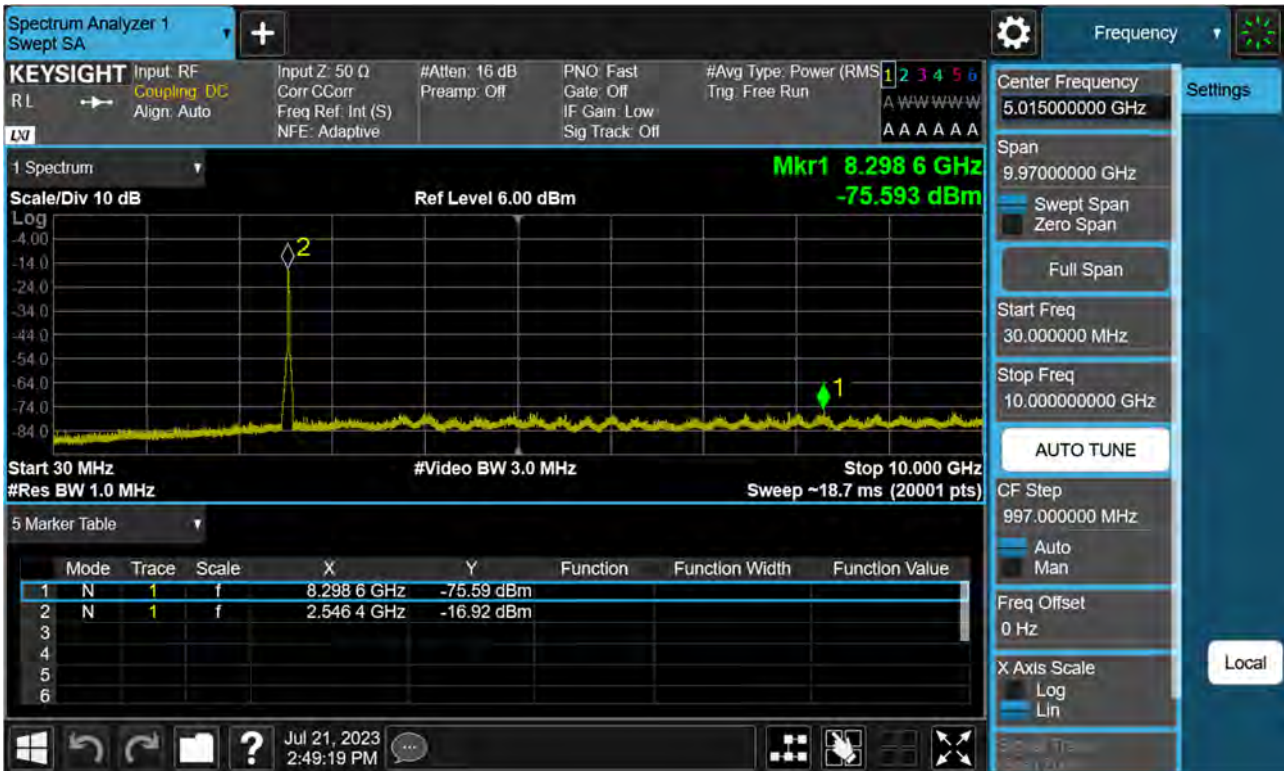 Spectrum Analyzer 1
Swept SA
+
Frequency
KEYSIGHT
RL
LXI
Input: RF
Coupling: DC
Align: Auto
Input Z: 50 Ω
Corr CCorr
Freq Ref: Int (S)
NFE: Adaptive
#Atten: 16 dB
Preamp: Off
PNO: Fast
Gate: Off
IF Gain: Low
Sig Track: Off
#Avg Type: Power (RMS
Trig: Free Run
1 2 3 4 5 6
A W W W W W
A A A A A A
1 Spectrum
Scale/Div 10 dB
Ref Level 6.00 dBm
Mkr1 8.298 6 GHz
-75.593 dBm
Log
-4.00
-14.0
-24.0
-34.0
-44.0
-54.0
-64.0
-74.0
-84.0
2
1
Start 30 MHz
#Video BW 3.0 MHz
Stop 10.000 GHz
#Res BW 1.0 MHz
Sweep ~18.7 ms (20001 pts)
5 Marker Table
Mode Trace Scale X Y Function Function Width Function Value
1 N 1 f 8.298 6 GHz -75.59 dBm
2 N 1 f 2.546 4 GHz -16.92 dBm
3
4
5
6
Jul 21, 2023
2:49:19 PM
?
Center Frequency
5.015000000 GHz
Settings
Span
9.97000000 GHz
Swept Span
Zero Span
Full Span
Start Freq
30.000000 MHz
Stop Freq
10.000000000 GHz
AUTO TUNE
CF Step
997.000000 MHz
Auto
Man
Freq Offset
0 Hz
X Axis Scale
Log
Lin
Local